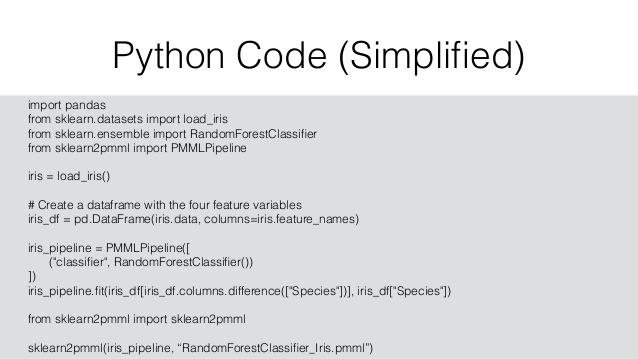 Python Code (Simplified)
import pandas
from sklearn.datasets import load_iris
from sklearn.ensemble import RandomForestClassifier
from sklearn2pmml import PMMLPipeline
iris = load_iris()
# Create a dataframe with the four feature variables
iris_df = pd.DataFrame(iris.data, columns=iris.feature_names)
iris_pipeline = PMMLPipeline([
("classifier", RandomForestClassifier())
])
iris_pipeline.fit(iris_df[iris_df.columns.difference(["Species"])], iris_df["Species"])
from sklearn2pmml import sklearn2pmml
sklearn2pmml(iris_pipeline, “RandomForestClassifier_Iris.pmml”)